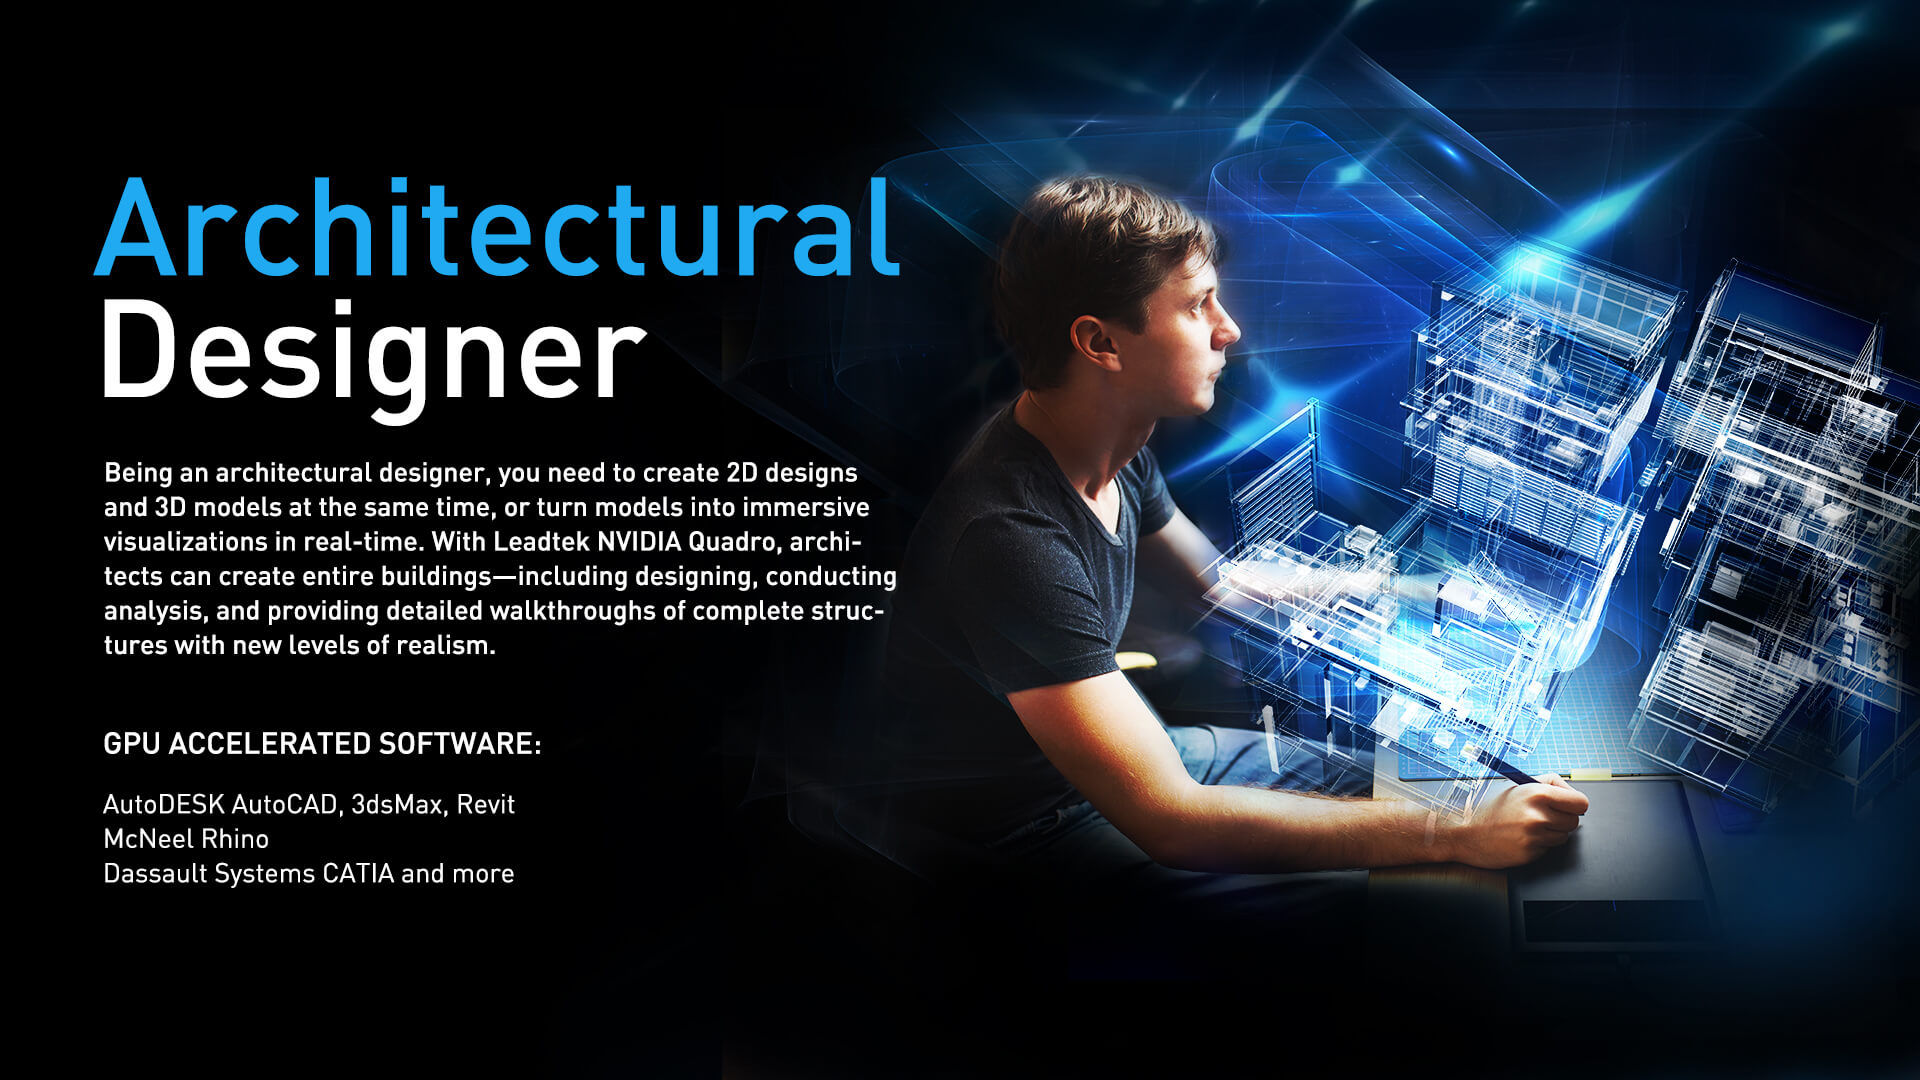 Architectural
Designer
Being an architectural designer, you need to create 2D designs
and 3D models at the same time, or turn models into immersive
visualizations in real-time. With Leadtek NVIDIA Quadro, archi-
tects can create entire buildings—including designing, conducting
analysis, and providing detailed walkthroughs of complete struc-
tures with new levels of realism.
GPU ACCELERATED SOFTWARE:
AutoDESK AutoCAD, 3dsMax, Revit
McNeel Rhino
Dassault Systems CATIA and more